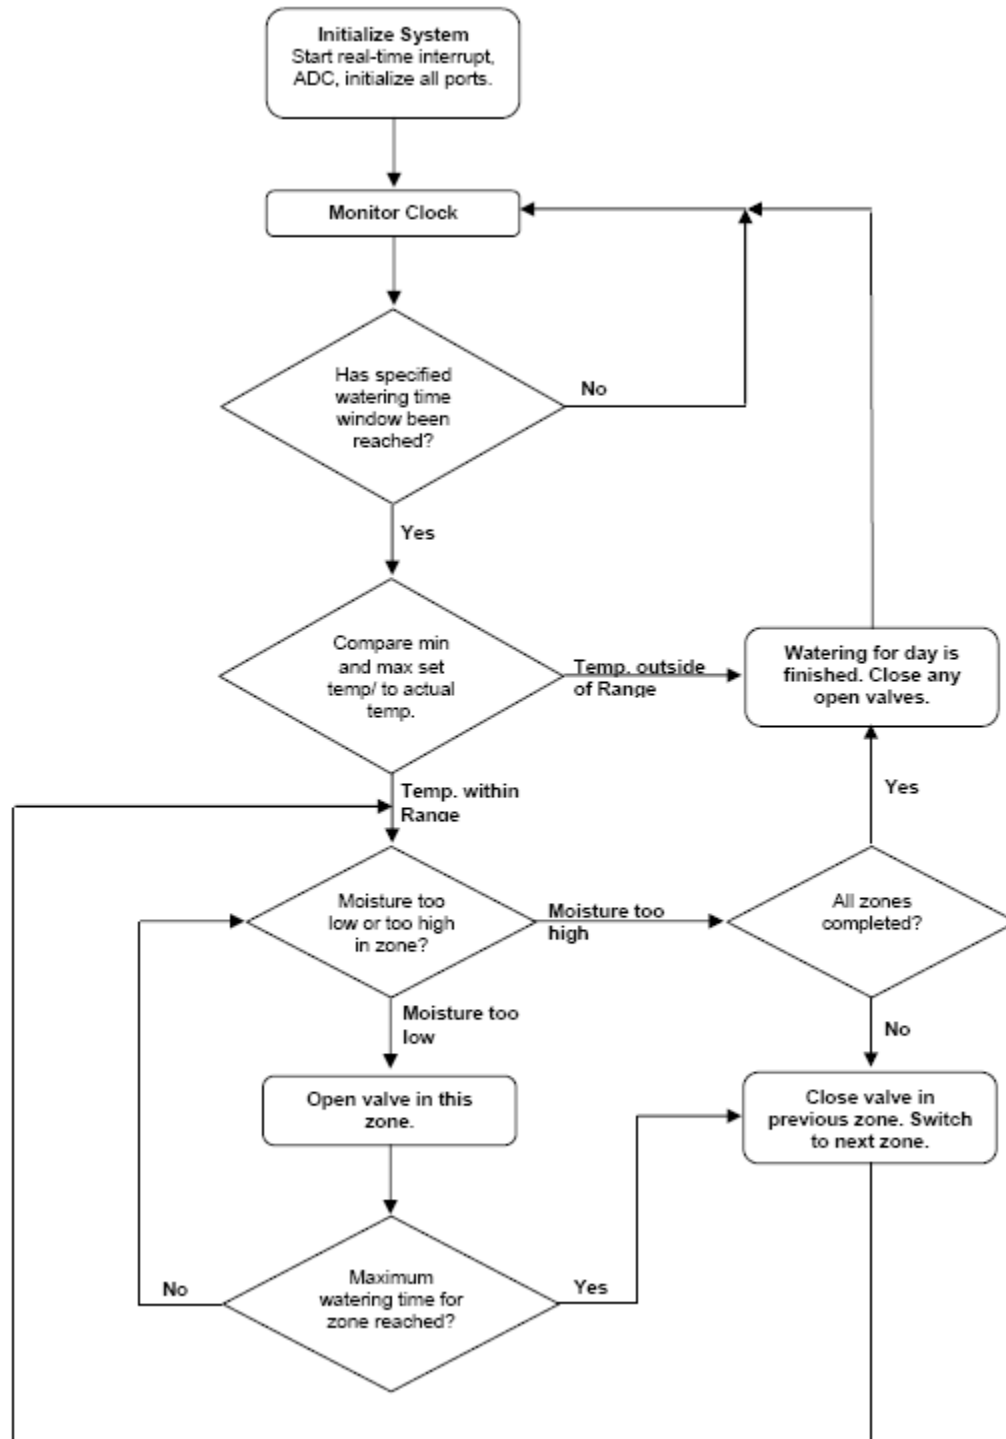 Initialize System
Start real-time interrupt,
ADC, initialize all ports.
Monitor Clock
Has specified
watering time
window been
reached?
No
Yes
Compare min
and max set
temp/ to actual
temp.
Temp. outside
of Range
Watering for day is
finished. Close any
open valves.
Temp. within
Range
Yes
Moisture too
low or too high
in zone?
Moisture too
high
All zones
completed?
Moisture too
low
No
Open valve in this
zone.
Close valve in
previous zone. Switch
to next zone.
Maximum
watering time for
zone reached?
No
Yes